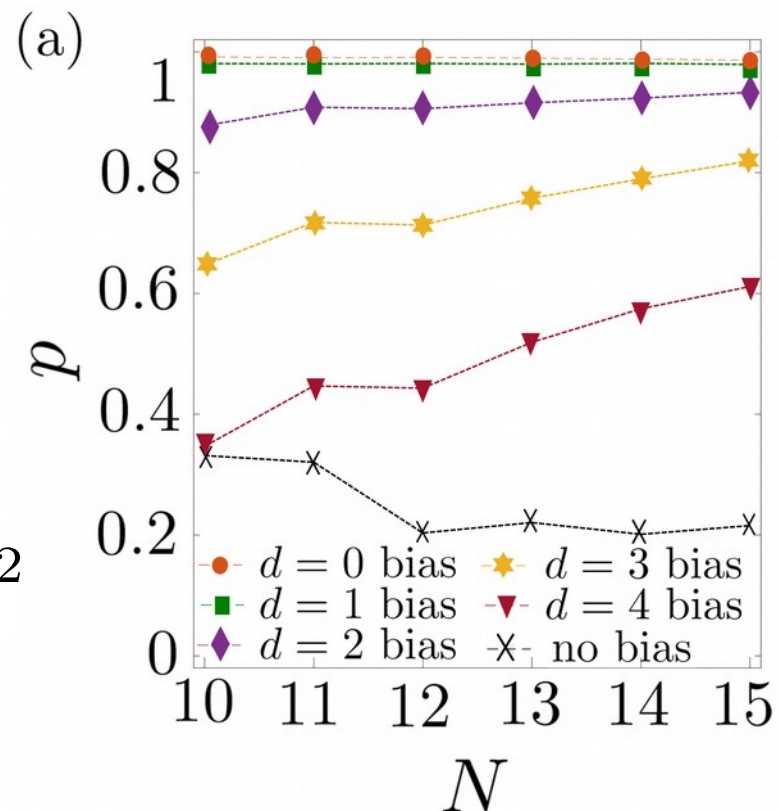 (a)
1
0.8
0.6
0.4
0.2
0
p
2
d = 0 bias
d = 3 bias
d = 1 bias
d = 4 bias
d = 2 bias
no bias
10 11 12 13 14 15
N